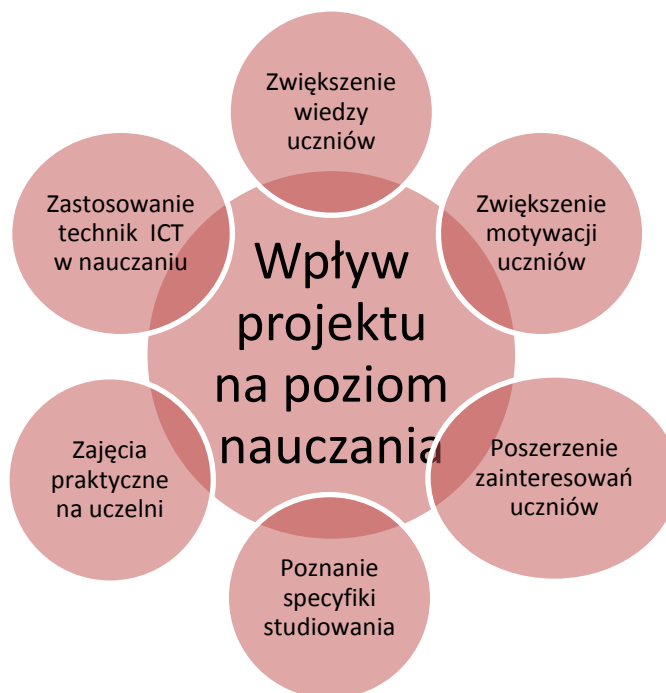 Zwiększenie
wiedzy
uczniów
Zwiększenie
motywacji
uczniów
Poszerzenie
zainteresowań
uczniów
Poznanie
specyfiki
studiowania
Zajęcia
praktyczne
na uczelni
Zastosowanie
technik ICT
w nauczaniu
Wpływ
projektu
na poziom
nauczania